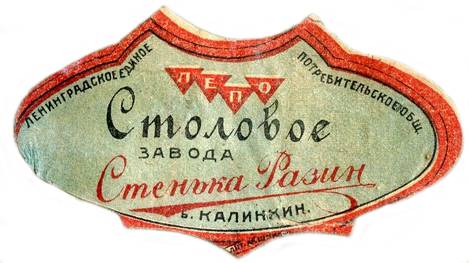 ЛЕНИНГРАДСКОЕ ЕДИНОЕ
ПОТРЕБИТЕЛЬСКОЕ ОБЩ.
ЛЕПО
Столовое
ЗАВОДА
Стенька Разин
б. КАЛИНКИН.